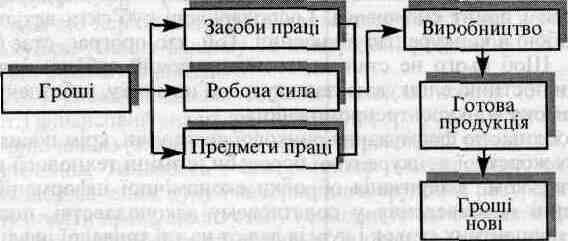 Засоби праці
Виробництво
Гроші
Робоча сила
Готова
продукція
Предмети праці
Гроші
нові